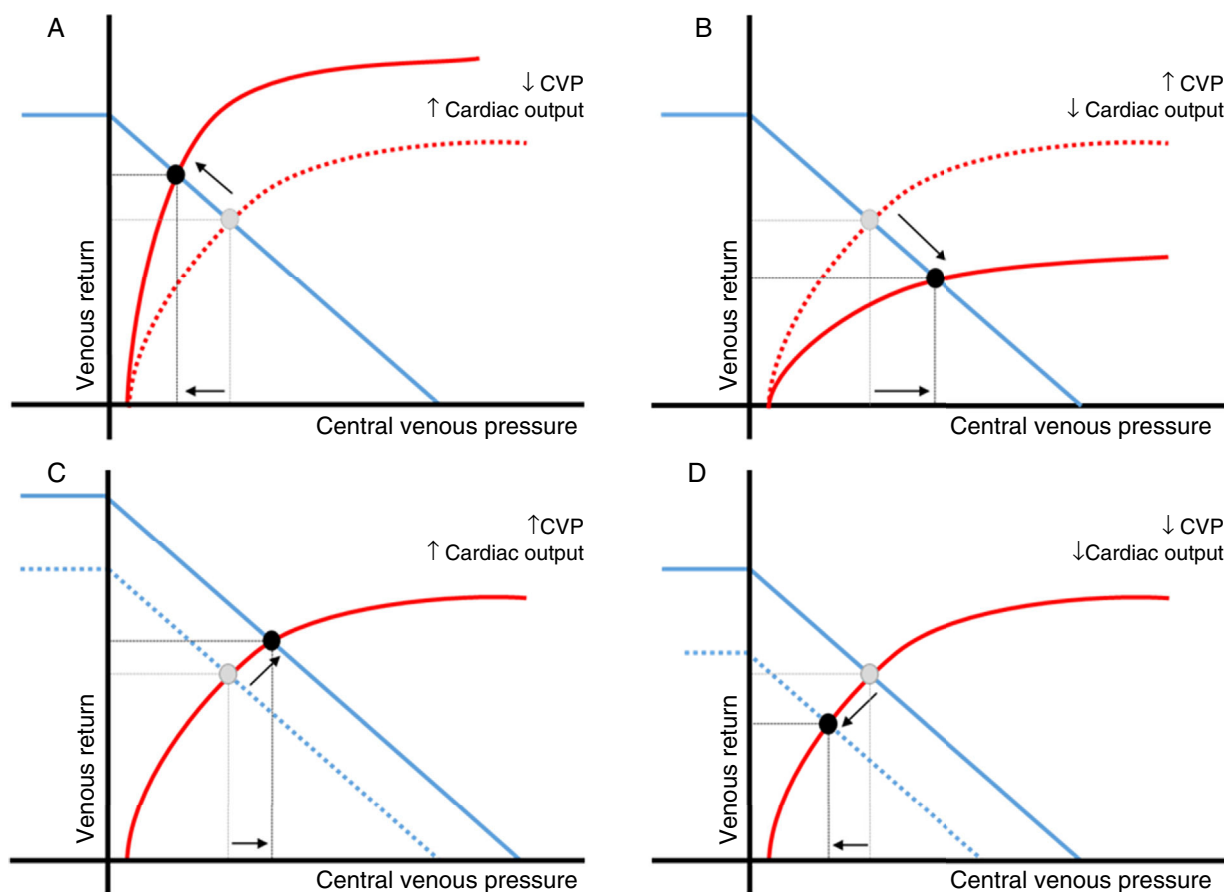 A
↓ CVP
↑ Cardiac output
Venous return
Central venous pressure
B
↑ CVP
↓ Cardiac output
Venous return
Central venous pressure
C
↑CVP
↑ Cardiac output
Venous return
Central venous pressure
D
↓ CVP
↓Cardiac output
Venous return
Central venous pressure